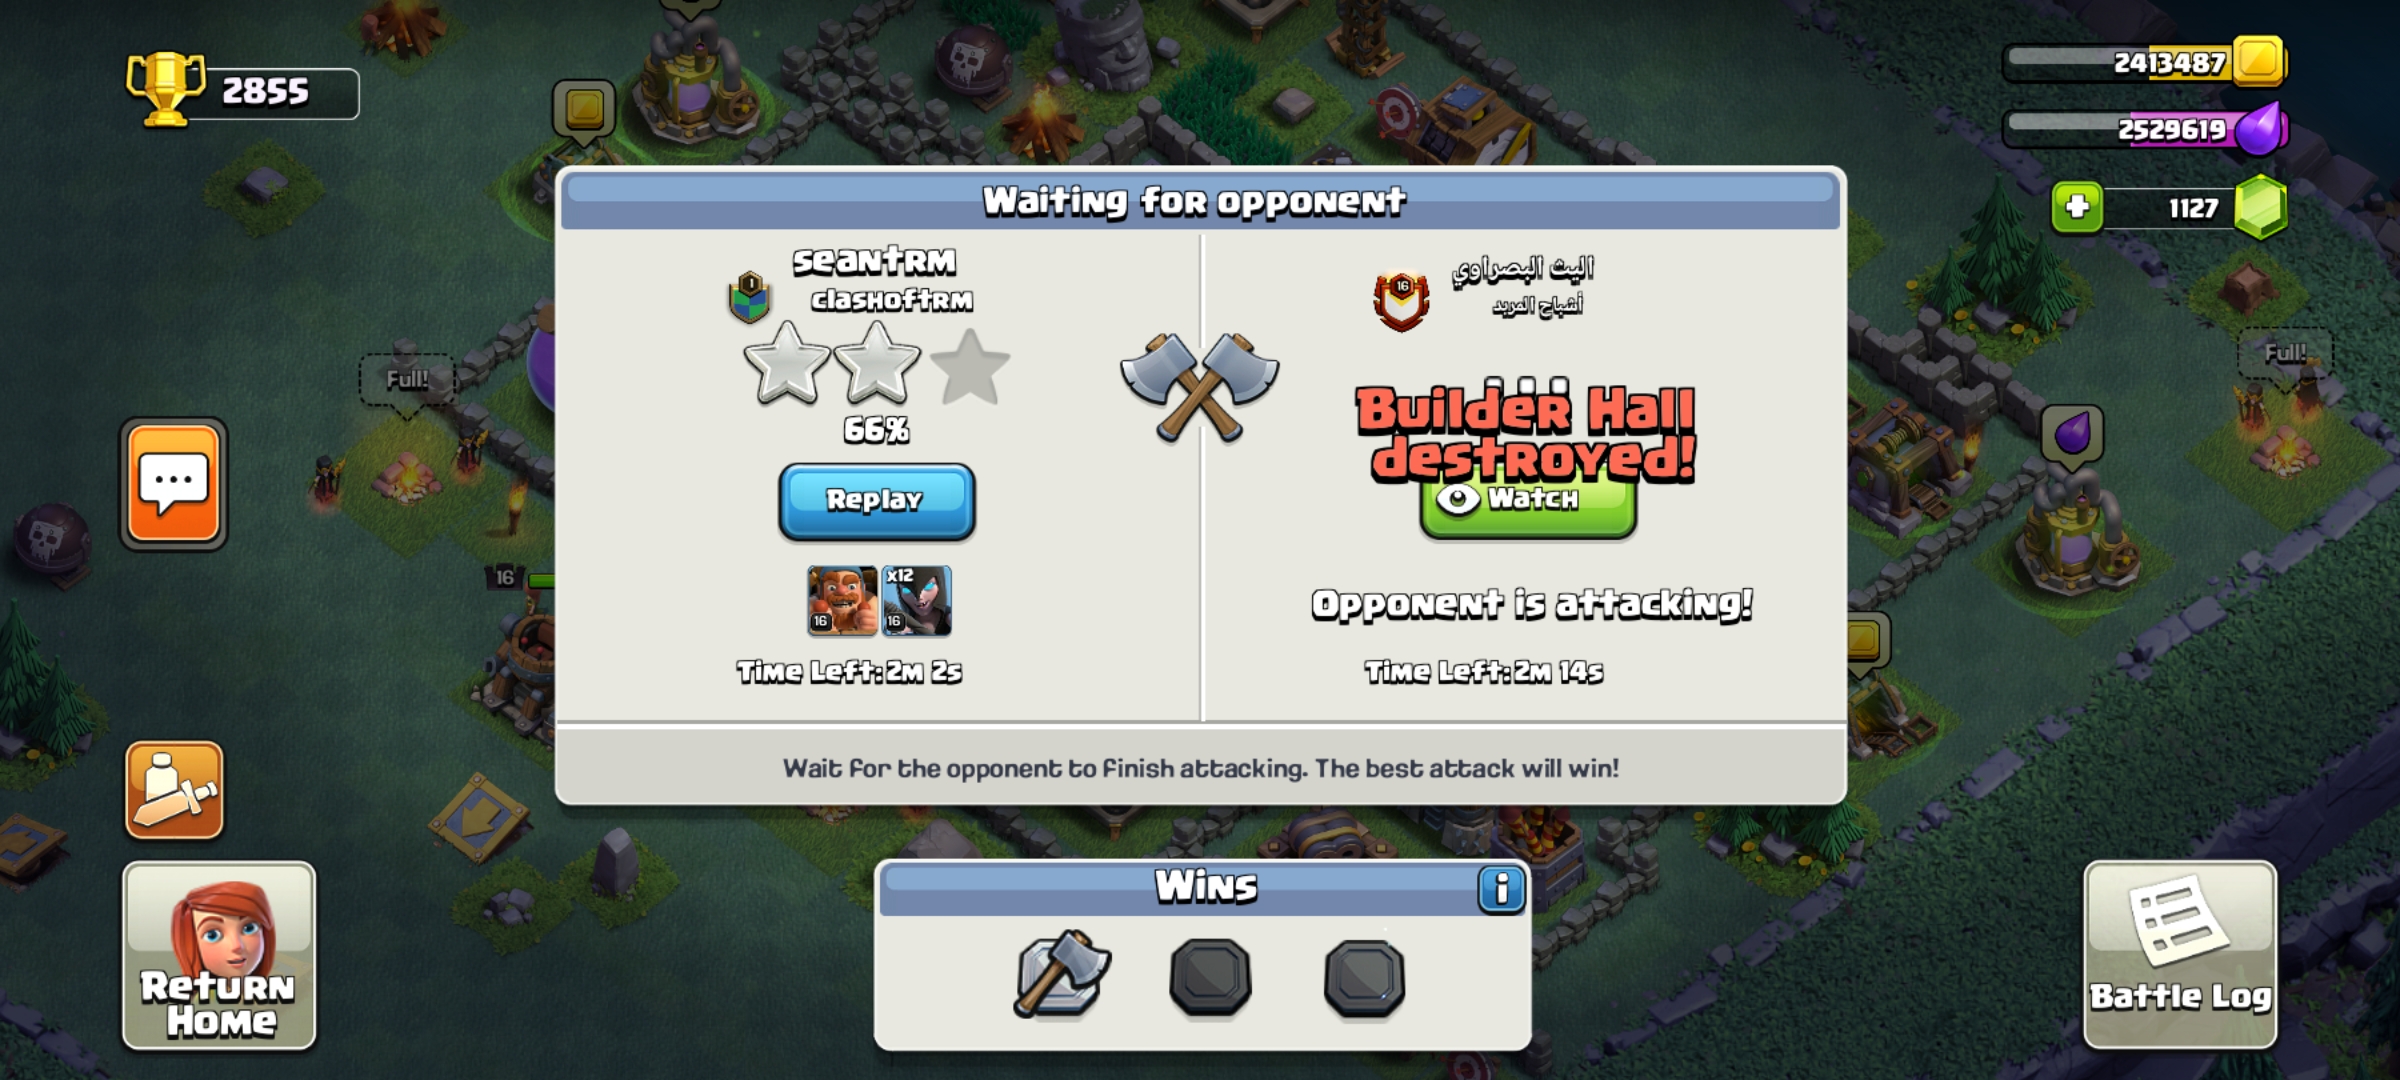 2855
2413487
2529619
1127
Waiting for opponent
seantrm
clashoftrm
1
66%
Replay
x12
16
16
Time Left:2m 2s
16
اليث البصراوي
أشباح المربد
Builder Hall
destroyed!
Watch
Opponent is attacking!
Time Left:2m 14s
Wait for the opponent to finish attacking. The best attack will win!
Full!
Full!
16
Wins
i
Return
Home
Battle Log